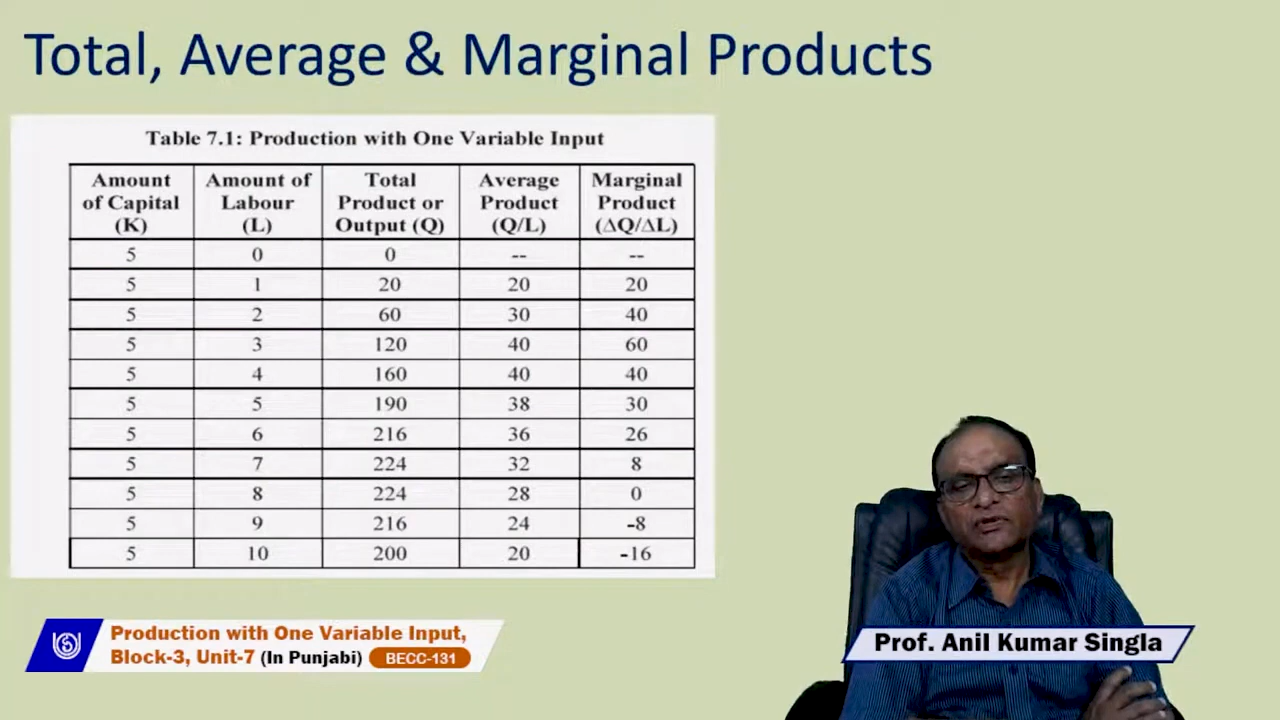 Total, Average & Marginal Products
Table 7.1: Production with One Variable Input
Amount of Capital (K) Amount of Labour (L) Total Product or Output (Q) Average Product (Q/L) Marginal Product (ΔQ/ΔL)
5 0 0 -- --
5 1 20 20 20
5 2 60 30 40
5 3 120 40 60
5 4 160 40 40
5 5 190 38 30
5 6 216 36 26
5 7 224 32 8
5 8 224 28 0
5 9 216 24 -8
5 10 200 20 -16
Production with One Variable Input,
Block-3, Unit-7 (In Punjabi) BECC-131
Prof. Anil Kumar Singla